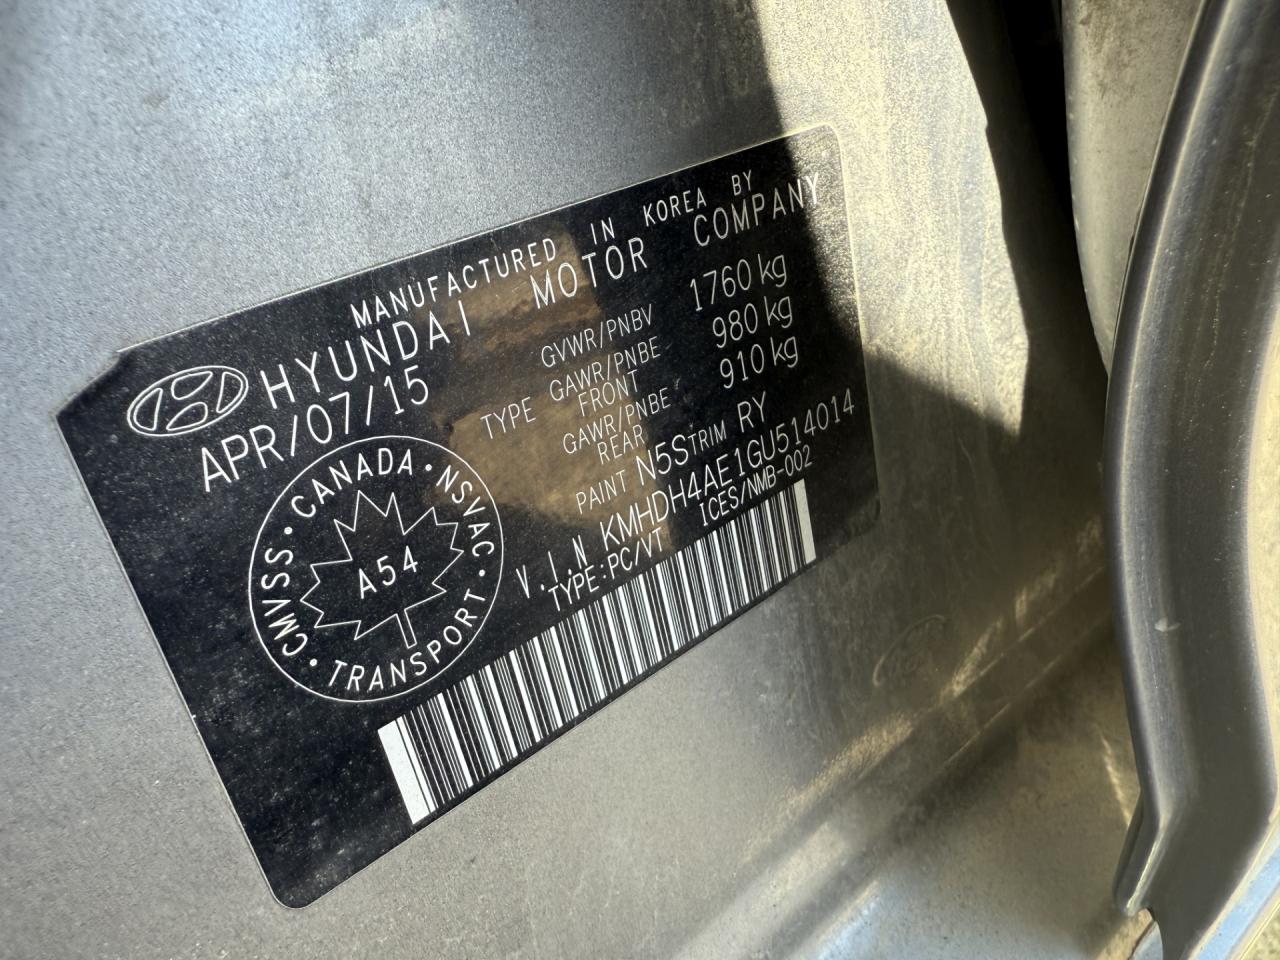 MANUFACTURED IN KOREA BY
HYUNDAI MOTOR COMPANY
APR/07/15
TYPE GVWR/PNBV 1760 kg
GAWR/PNBE FRONT 980 kg
GAWR/PNBE REAR 910 kg
PAINT N5S TRIM RY
V.I.N KMHDH4AE1GU514014
TYPE:PC/VT ICES/NMB-002
CANADA · NSVAC · TRANSPORT · CMVSS ·
A54